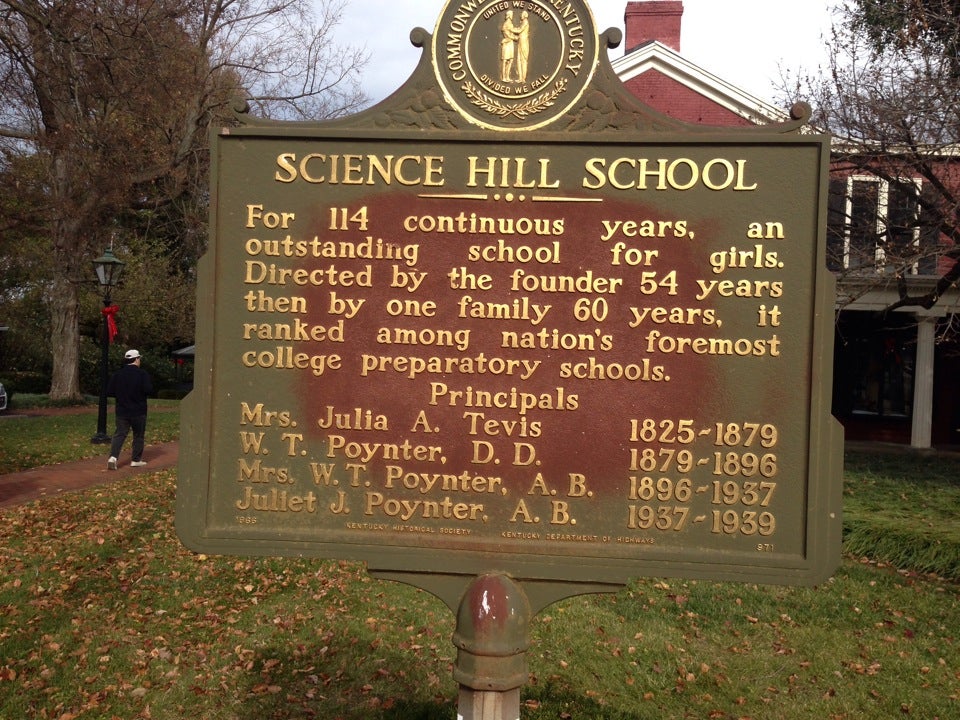 COMMONWEALTH KENTUCKY
UNITED WE STAND
DIVIDED WE FALL
SCIENCE HILL SCHOOL
For 114 continuous years, an
outstanding school for girls.
Directed by the founder 54 years
then by one family 60 years, it
ranked among nation's foremost
college preparatory schools.
Principals
Mrs. Julia A. Tevis 1825-1879
W. T. Poynter, D. D. 1879-1896
Mrs. W. T. Poynter, A. B. 1896-1937
Juliet J. Poynter, A. B. 1937-1939
1966 KENTUCKY HISTORICAL SOCIETY KENTUCKY DEPARTMENT OF HIGHWAYS 971